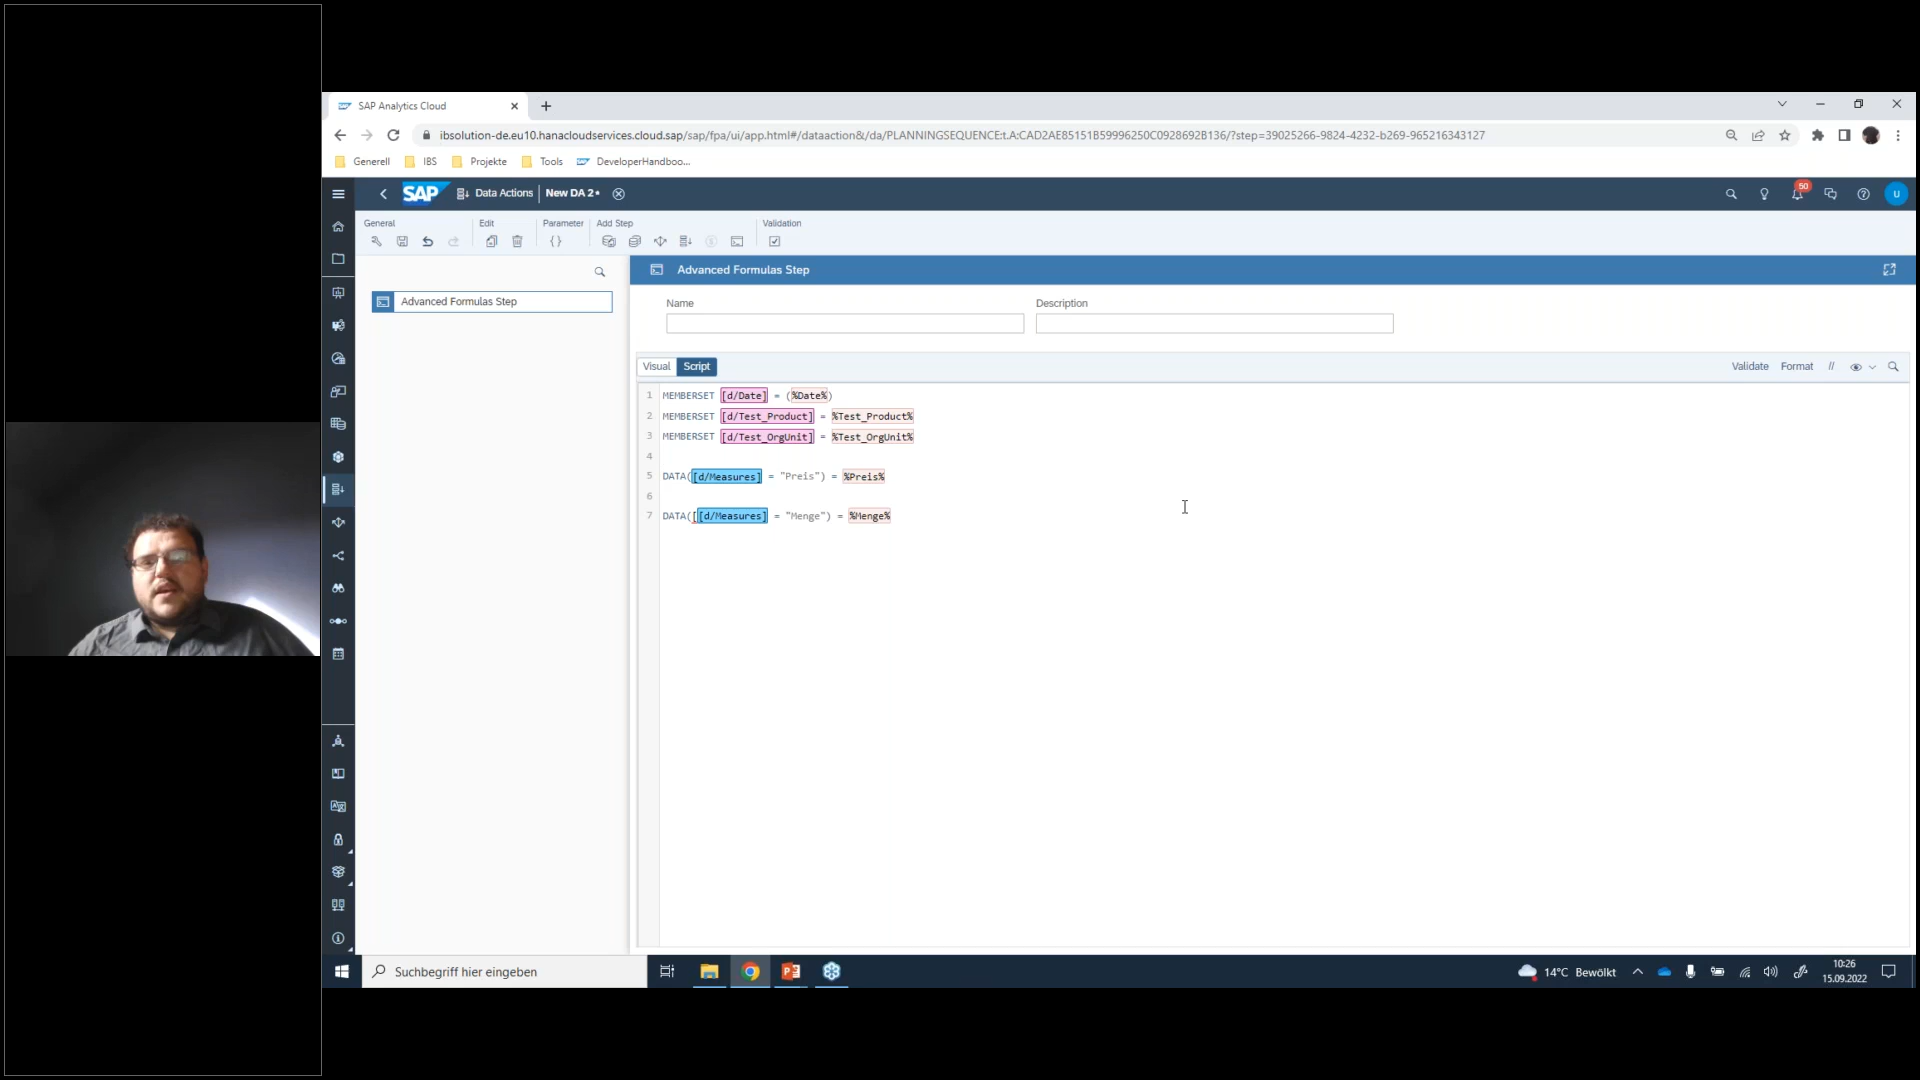 SAP Analytics Cloud
ibsolution-de.eu10.hanacloudservices.cloud.sap/sap/fpa/ui/app.html#/dataaction&/da/PLANNINGSEQUENCE:t.A:CAD2AE85151B59996250C0928692B136/?step=39025266-9824-4232-b269-965216343127
Generell IBS Projekte Tools DeveloperHandboo...
SAP Data Actions New DA 2* 50 U
General Edit Parameter Add Step Validation
Advanced Formulas Step
Advanced Formulas Step
Name Description
Visual Script Validate Format //
1 MEMBERSET [d/Date] = (%Date%)
2 MEMBERSET [d/Test_Product] = %Test_Product%
3 MEMBERSET [d/Test_OrgUnit] = %Test_OrgUnit%
4
5 DATA([d/Measures] = "Preis") = %Preis%
6
7 DATA([[d/Measures] = "Menge") = %Menge%
Suchbegriff hier eingeben
14°C Bewölkt
10:26
15.09.2022